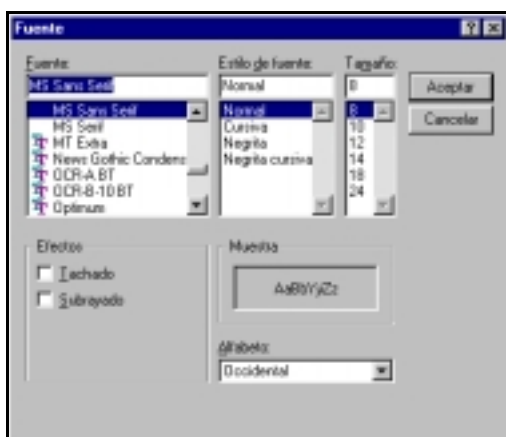 Fuente
Fuente: Estilo de fuente: Tamaño:
MS Sans Serif Normal 8 Aceptar
MS Sans Serif Normal 8 Cancelar
MS Serif Cursiva 10
MT Extra Negrita 12
News Gothic Condens Negrita cursiva 14
OCR-A BT 18
OCR-B-10 BT 24
Optimum
Efectos Muestra
Tachado
Subrayado
AaBbYyZz
Alfabeto:
Occidental